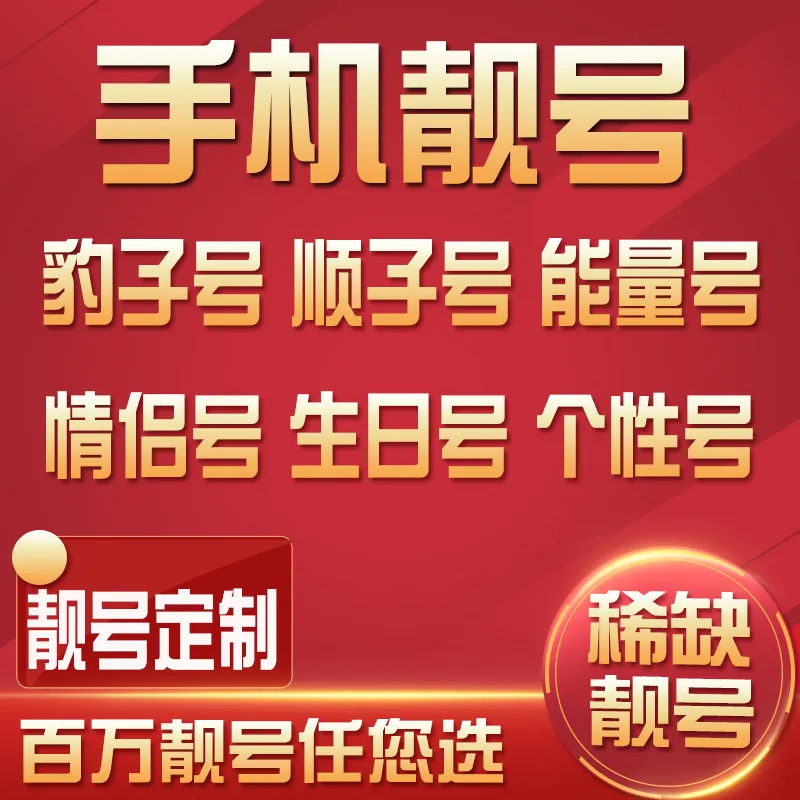 手机靓号
豹子号 顺子号 能量号
情侣号 生日号 个性号
靓号定制
稀缺
靓号
百万靓号任您选